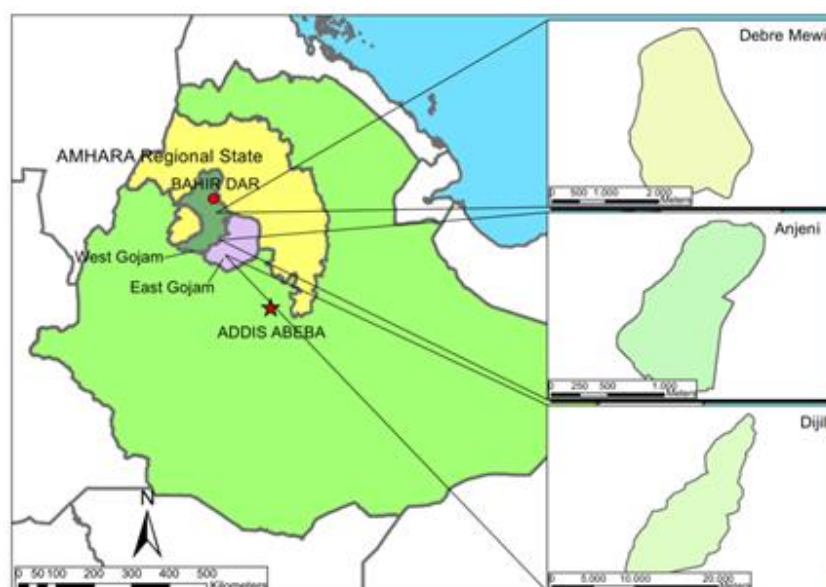 AMHARA Regional State
BAHIR DAR
West Gojam
East Gojam
ADDIS ABEBA
N
0 50 100 200 300 400 500
Kilometers
Debre Mewi
0 500 1.000 2 000
Meters
Anjeni
0 250 500 1.000
Meters
Dijil
0 5.000 10.000 20.000
Meters